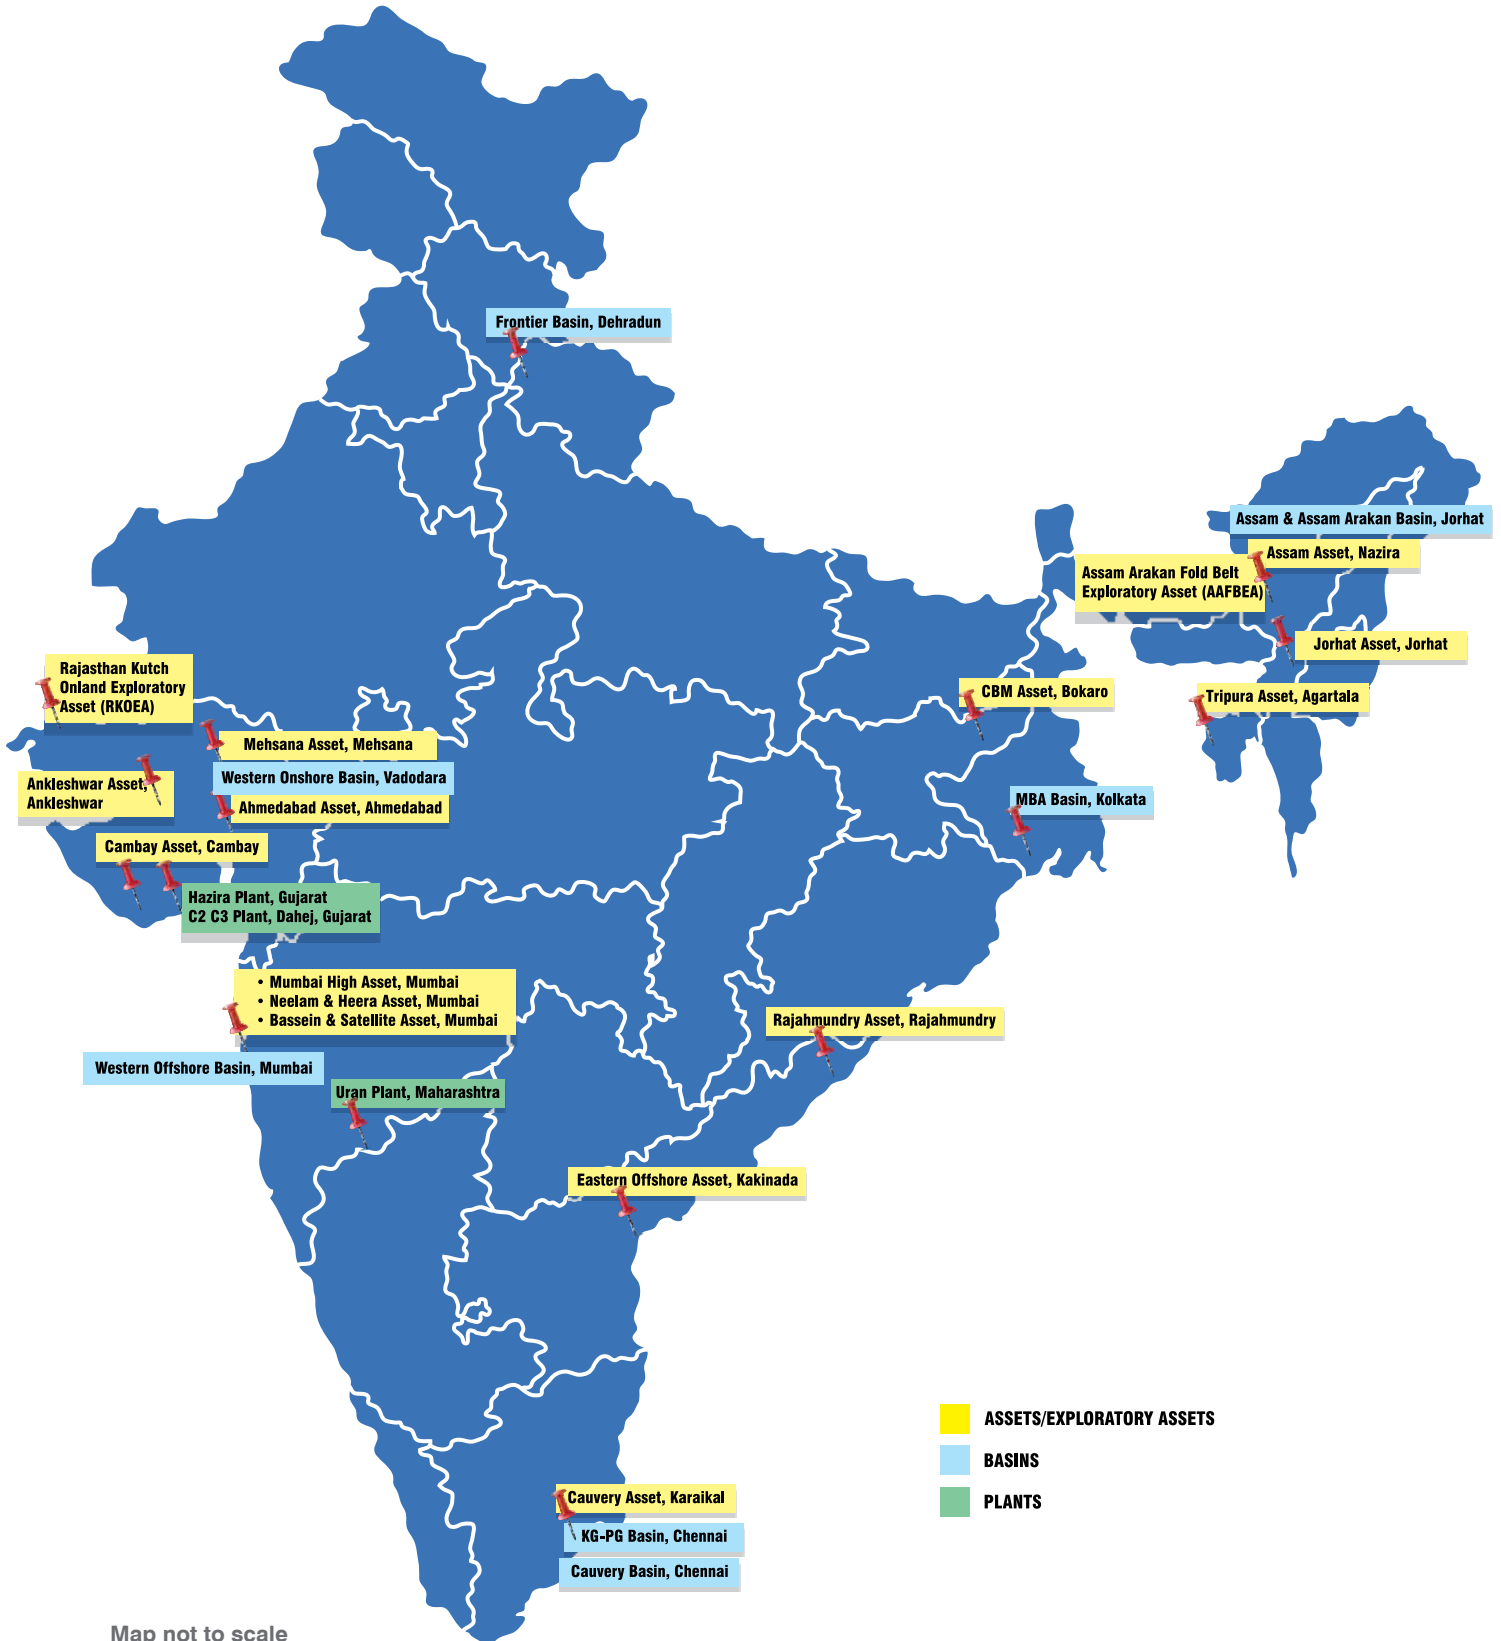 Frontier Basin, Dehradun
Assam & Assam Arakan Basin, Jorhat
Assam Asset, Nazira
Assam Arakan Fold Belt
Exploratory Asset (AAFBEA)
Jorhat Asset, Jorhat
Rajasthan Kutch
Onland Exploratory
Asset (RKOEA)
CBM Asset, Bokaro
Tripura Asset, Agartala
Mehsana Asset, Mehsana
Western Onshore Basin, Vadodara
Ankleshwar Asset,
Ankleshwar
Ahmedabad Asset, Ahmedabad
MBA Basin, Kolkata
Cambay Asset, Cambay
Hazira Plant, Gujarat
C2 C3 Plant, Dahej, Gujarat
• Mumbai High Asset, Mumbai
• Neelam & Heera Asset, Mumbai
• Bassein & Satellite Asset, Mumbai
Rajahmundry Asset, Rajahmundry
Western Offshore Basin, Mumbai
Uran Plant, Maharashtra
Eastern Offshore Asset, Kakinada
ASSETS/EXPLORATORY ASSETS
BASINS
PLANTS
Cauvery Asset, Karaikal
KG-PG Basin, Chennai
Cauvery Basin, Chennai
Map not to scale